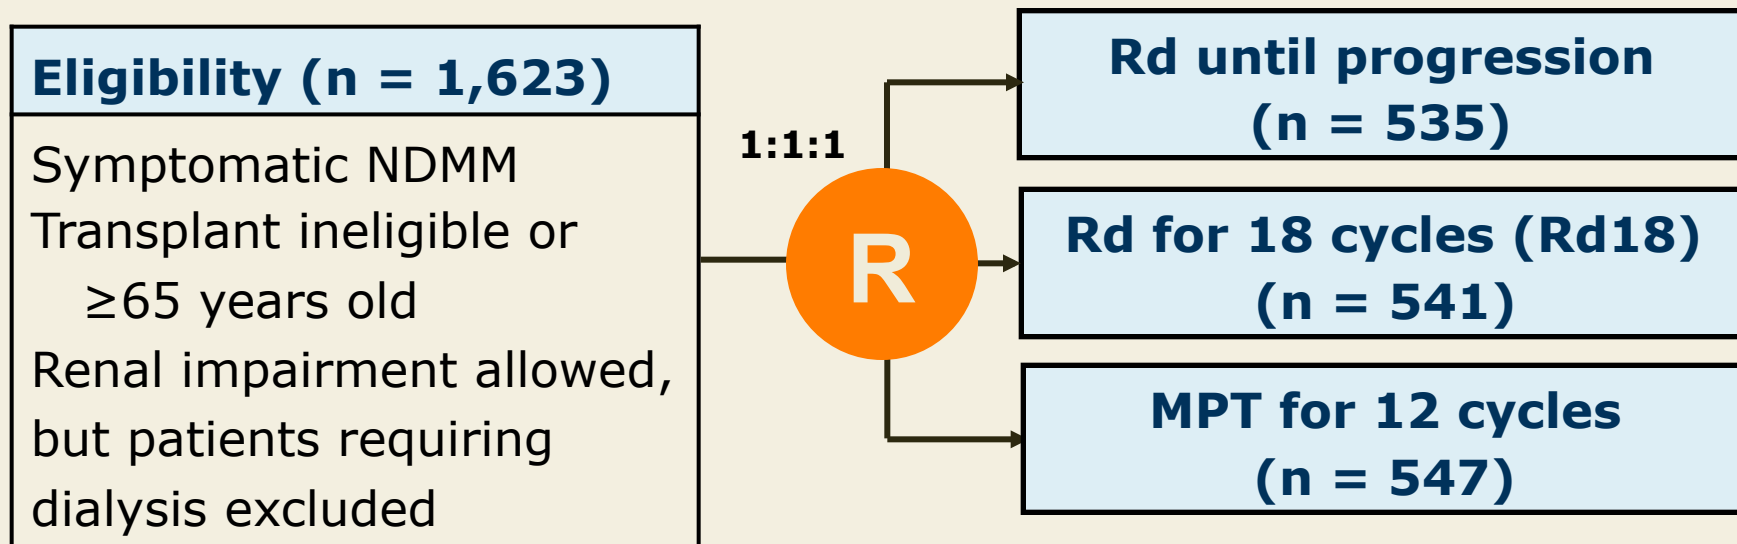 Eligibility (n = 1,623)
Symptomatic NDMM
Transplant ineligible or
≥65 years old
Renal impairment allowed,
but patients requiring
dialysis excluded
1:1:1
R
Rd until progression
(n = 535)
Rd for 18 cycles (Rd18)
(n = 541)
MPT for 12 cycles
(n = 547)